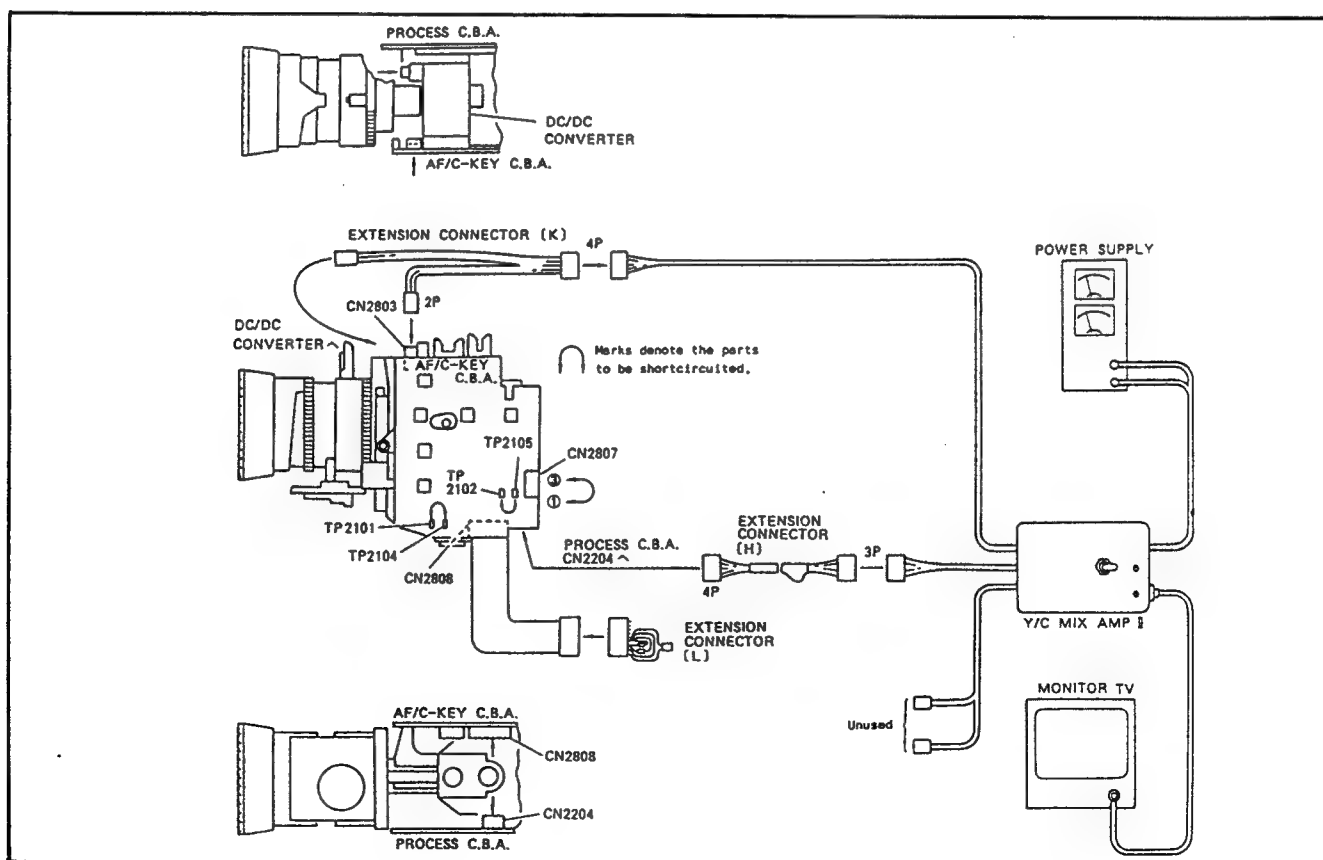 PROCESS C.B.A.
DC/DC
CONVERTER
AF/C-KEY C.B.A.
EXTENSION CONNECTOR (K)
4P
POWER SUPPLY
2P
CN2803
DC/DC
CONVERTER
AF/C-KEY
C.B.A.
Marks denote the parts
to be shortcircuited.
TP2105
CN2807
TP
2102
③
①
TP2101
TP2104
CN2808
EXTENSION
CONNECTOR
(H)
PROCESS C.B.A.
CN2204
3P
4P
Y/C MIX AMP II
EXTENSION
CONNECTOR
(L)
MONITOR TV
Unused
AF/C-KEY C.B.A.
CN2808
CN2204
PROCESS C.B.A.